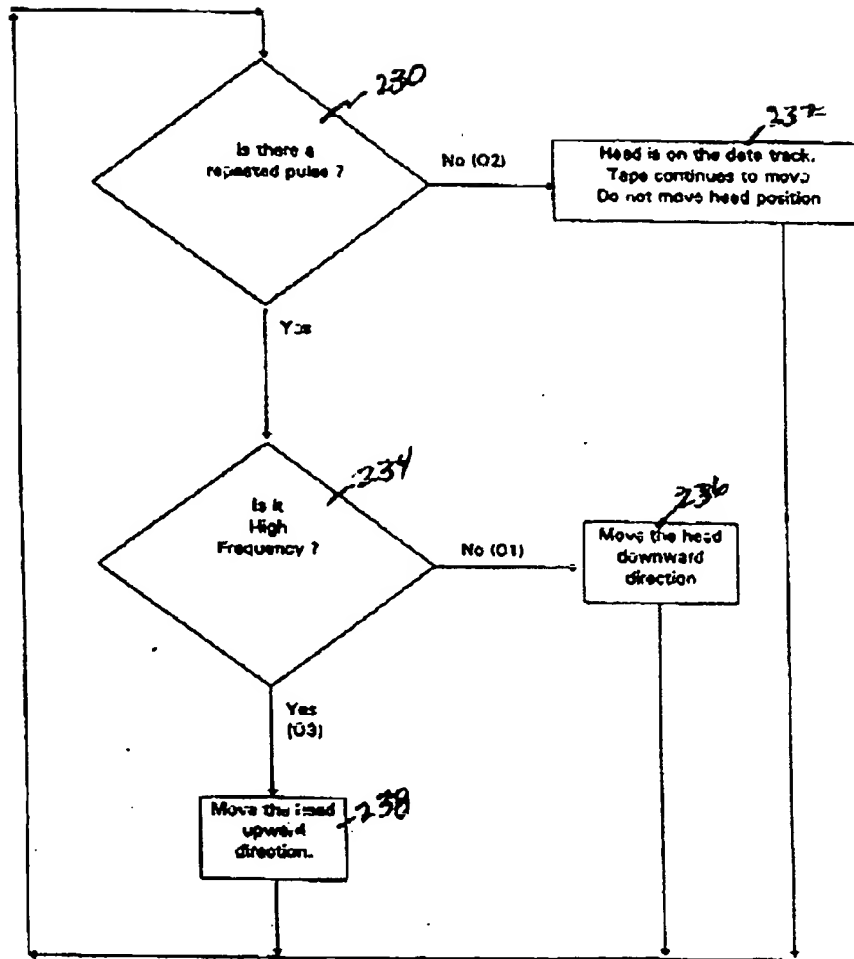 230
Is there a
repeated pulse ?
No (O2)
232
Head is on the data track.
Tape continues to move
Do not move head position
Yes
234
Is it
High
Frequency ?
No (O1)
236
Move the head
downward
direction
Yes
(O3)
Move the head
upward
direction.
238